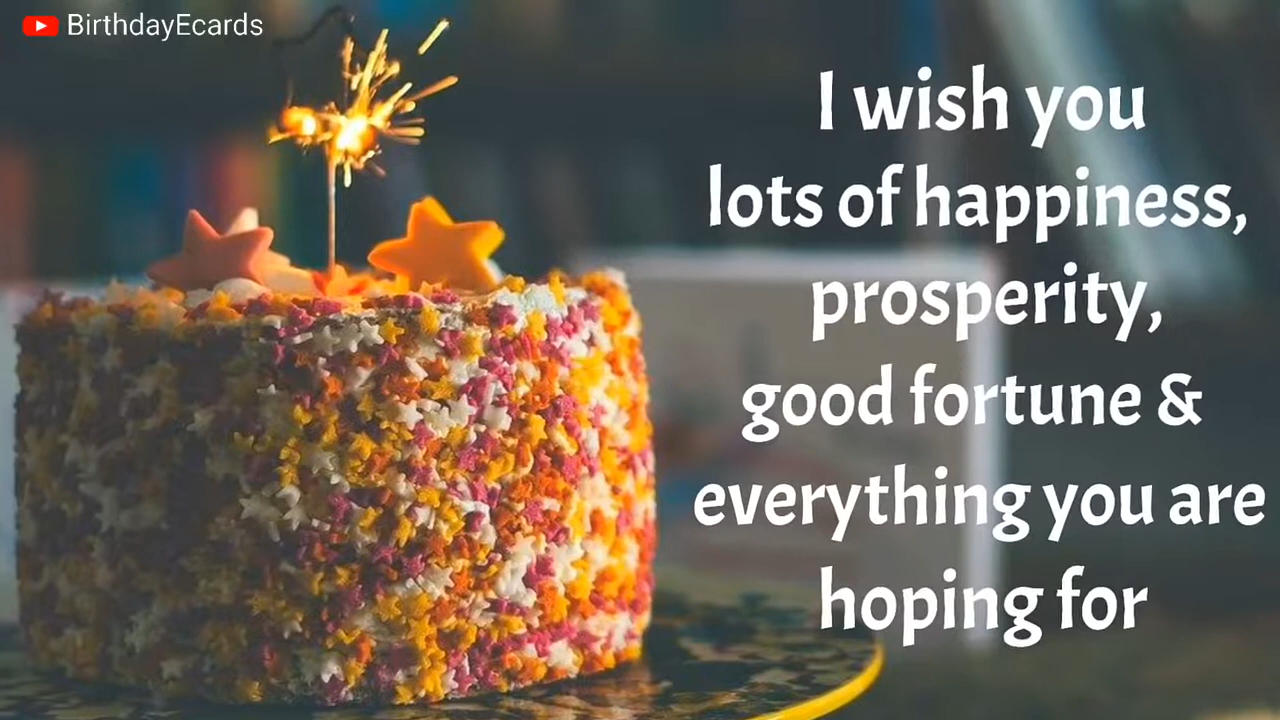 BirthdayEcards
I wish you
lots of happiness,
prosperity,
good fortune &
everything you are
hoping for